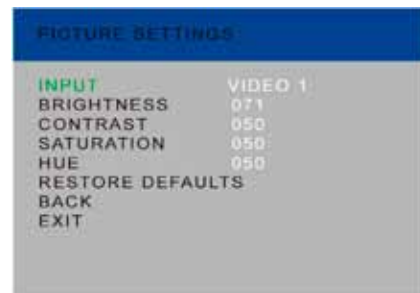 PICTURE SETTINGS
INPUT VIDEO 1
BRIGHTNESS 071
CONTRAST 050
SATURATION 050
HUE 050
RESTORE DEFAULTS
BACK
EXIT